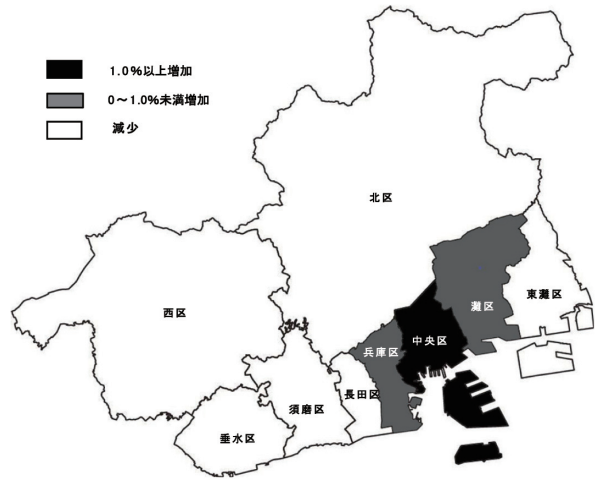 1.0%以上増加
0～1.0%未満増加
減少
北区
西区
東灘区
灘区
中央区
兵庫区
長田区
須磨区
垂水区